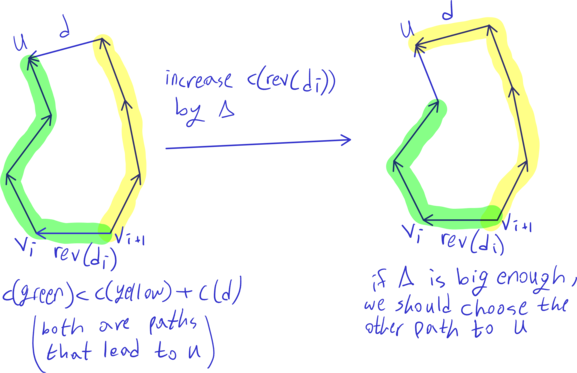 u
d
v_i
rev(d_i)
v_{i+1}
c(green) < c(yellow) + c(d)
(both are paths
that lead to u)
increase c(rev(d_i))
by Δ
u
d
v_i
rev(d_i)
v_{i+1}
if Δ is big enough,
we should choose the
other path to u